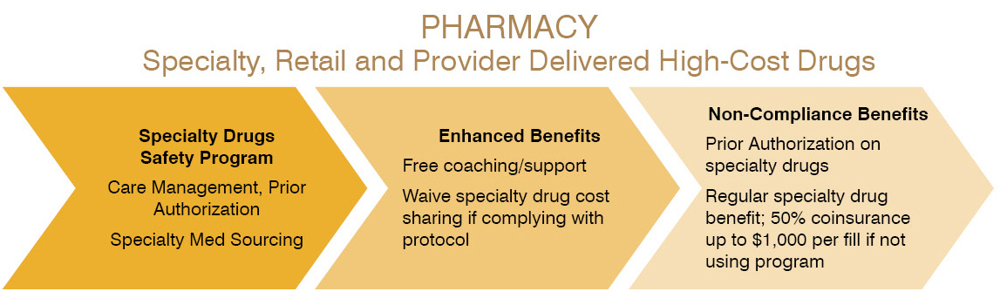 PHARMACY
Specialty, Retail and Provider Delivered High-Cost Drugs
Specialty Drugs
Safety Program
Care Management, Prior
Authorization
Specialty Med Sourcing
Enhanced Benefits
Free coaching/support
Waive specialty drug cost
sharing if complying with
protocol
Non-Compliance Benefits
Prior Authorization on
specialty drugs
Regular specialty drug
benefit; 50% coinsurance
up to $1,000 per fill if not
using program